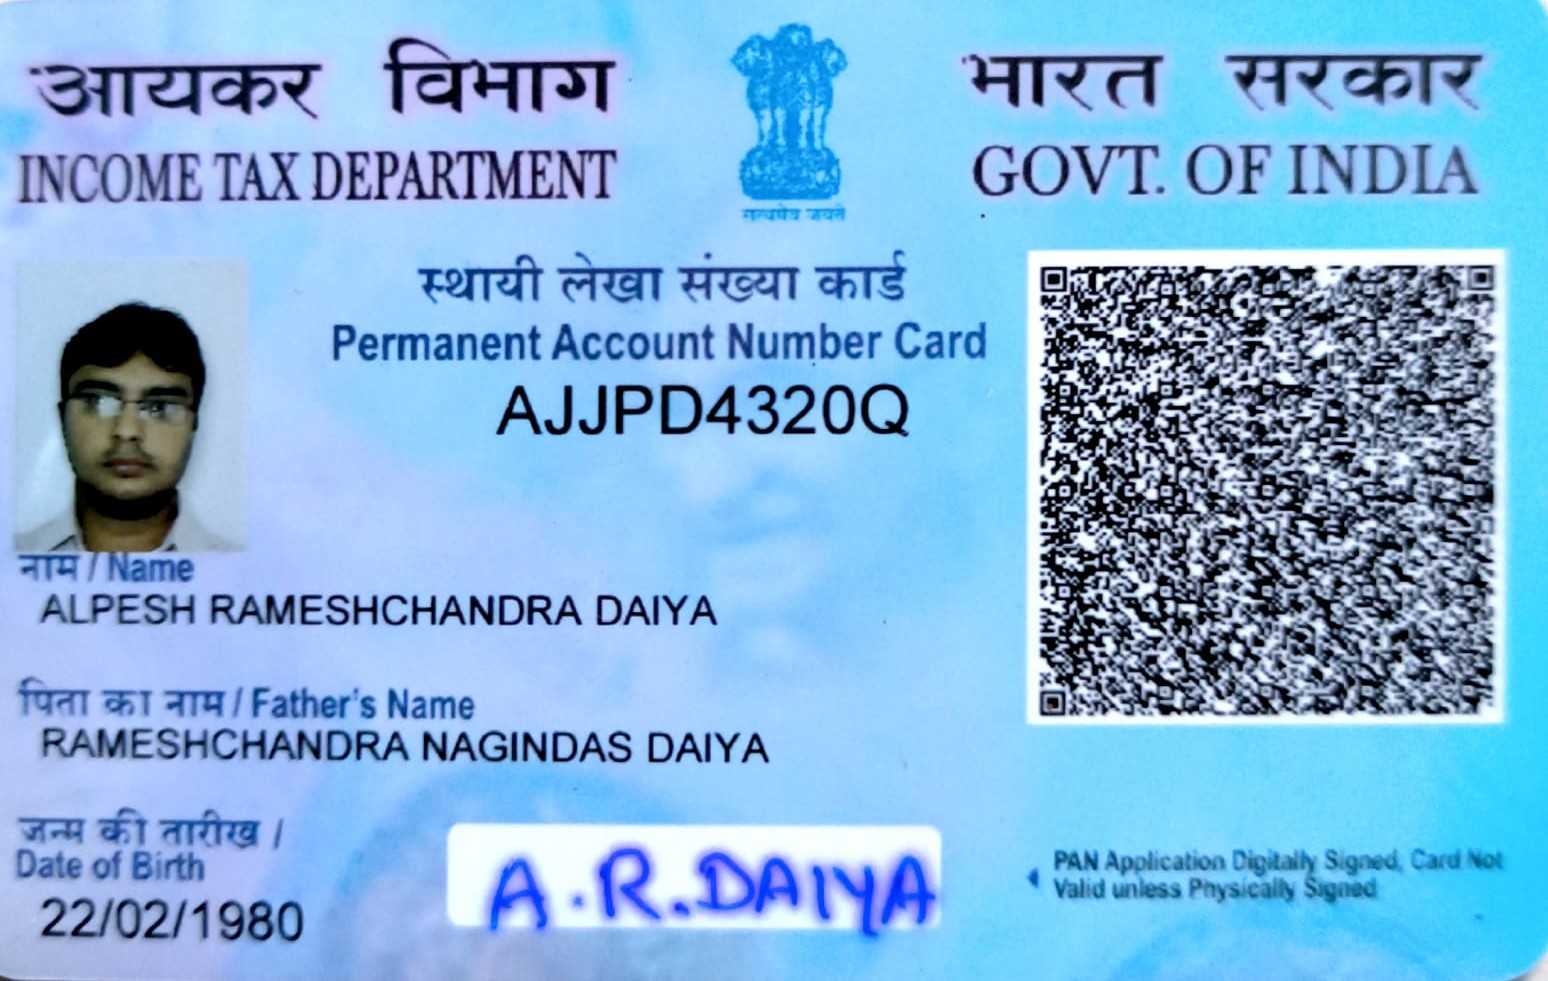 आयकर विभाग
INCOME TAX DEPARTMENT
सत्यमेव जयते
भारत सरकार
GOVT. OF INDIA
स्थायी लेखा संख्या कार्ड
Permanent Account Number Card
AJJPD4320Q
नाम / Name
ALPESH RAMESHCHANDRA DAIYA
पिता का नाम / Father's Name
RAMESHCHANDRA NAGINDAS DAIYA
जन्म की तारीख /
Date of Birth
22/02/1980
A.R.DAIYA
PAN Application Digitally Signed, Card Not
Valid unless Physically Signed